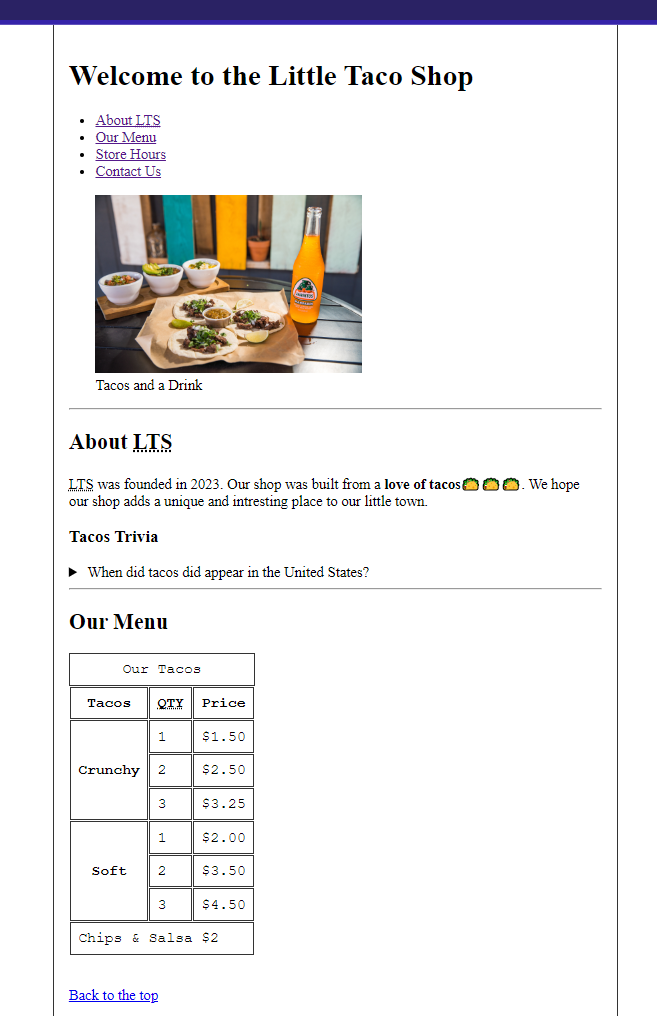 Welcome to the Little Taco Shop
About LTS
Our Menu
Store Hours
Contact Us
Tacos and a Drink
About LTS
LTS was founded in 2023. Our shop was built from a love of tacos🌮🌮🌮. We hope
our shop adds a unique and intresting place to our little town.
Tacos Trivia
When did tacos did appear in the United States?
Our Menu
Our Tacos
Tacos QTY Price
Crunchy
1 $1.50
2 $2.50
3 $3.25
Soft
1 $2.00
2 $3.50
3 $4.50
Chips & Salsa $2
Back to the top